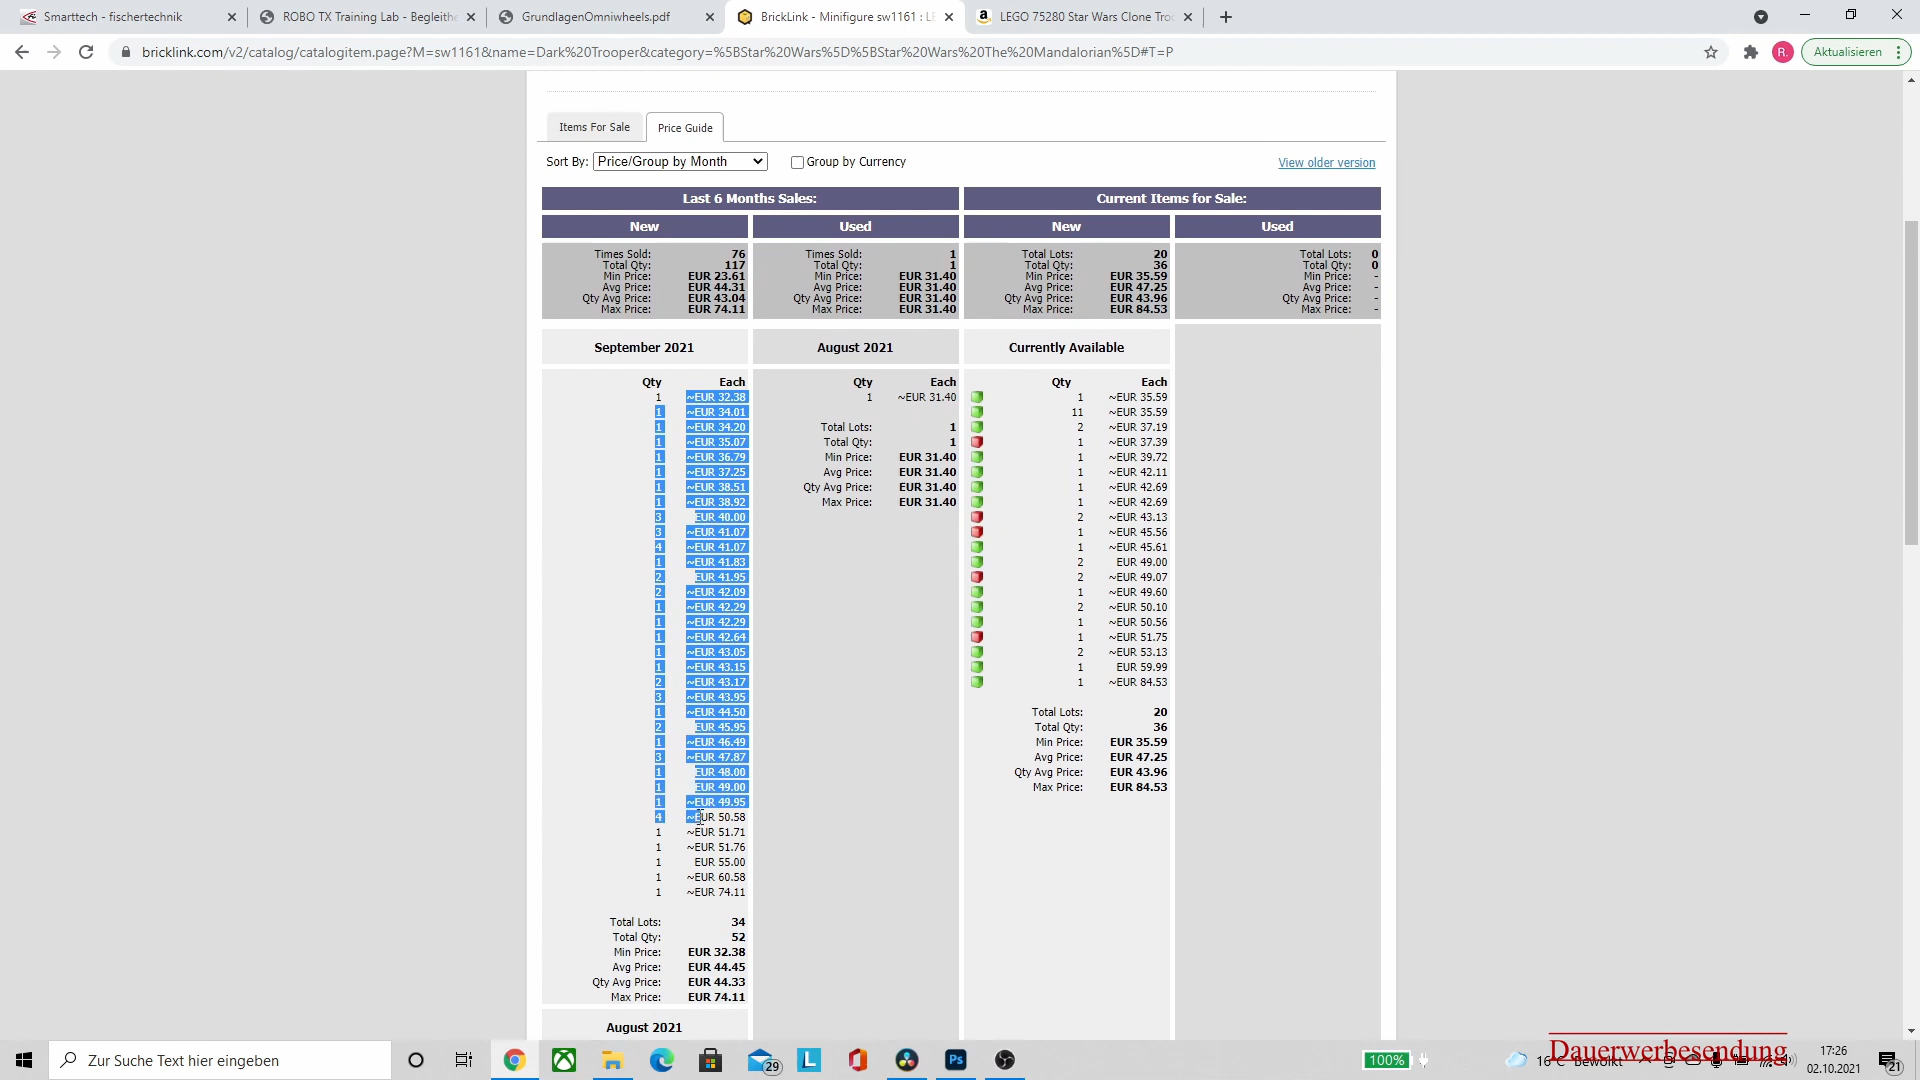 Smarttech - fischertechnik
ROBO TX Training Lab - Begleithe
GrundlagenOmniwheels.pdf
BrickLink - Minifigure sw1161 : LE
LEGO 75280 Star Wars Clone Troo
bricklink.com/v2/catalog/catalogitem.page?M=sw1161&name=Dark%20Trooper&category=%5BStar%20Wars%5D%5BStar%20Wars%20The%20Mandalorian%5D#T=P
R.
Aktualisieren
Items For Sale
Price Guide
Sort By:
Price/Group by Month
Group by Currency
View older version
Last 6 Months Sales:
Current Items for Sale:
New
Used
New
Used
Times Sold: 76
Total Qty: 117
Min Price: EUR 23.61
Avg Price: EUR 44.31
Qty Avg Price: EUR 43.04
Max Price: EUR 74.11
Times Sold: 1
Total Qty: 1
Min Price: EUR 31.40
Avg Price: EUR 31.40
Qty Avg Price: EUR 31.40
Max Price: EUR 31.40
Total Lots: 20
Total Qty: 36
Min Price: EUR 35.59
Avg Price: EUR 47.25
Qty Avg Price: EUR 43.96
Max Price: EUR 84.53
Total Lots: 0
Total Qty: 0
Min Price: -
Avg Price: -
Qty Avg Price: -
Max Price: -
September 2021
Qty Each
1 ~EUR 32.38
1 ~EUR 34.01
1 ~EUR 34.20
1 ~EUR 35.07
1 ~EUR 36.79
1 ~EUR 37.25
1 ~EUR 38.51
1 ~EUR 38.92
3 EUR 40.00
3 ~EUR 41.07
4 ~EUR 41.07
1 ~EUR 41.83
2 EUR 41.95
2 ~EUR 42.09
1 ~EUR 42.29
1 ~EUR 42.29
1 ~EUR 42.64
1 ~EUR 43.05
1 ~EUR 43.15
2 ~EUR 43.17
3 ~EUR 43.95
1 ~EUR 44.50
2 EUR 45.95
1 ~EUR 46.49
3 ~EUR 47.87
1 EUR 48.00
1 EUR 49.00
1 ~EUR 49.95
4 ~EUR 50.58
1 ~EUR 51.71
1 ~EUR 51.76
1 EUR 55.00
1 ~EUR 60.58
1 ~EUR 74.11
Total Lots: 34
Total Qty: 52
Min Price: EUR 32.38
Avg Price: EUR 44.45
Qty Avg Price: EUR 44.33
Max Price: EUR 74.11
August 2021
August 2021
Qty Each
1 ~EUR 31.40
Total Lots: 1
Total Qty: 1
Min Price: EUR 31.40
Avg Price: EUR 31.40
Qty Avg Price: EUR 31.40
Max Price: EUR 31.40
Currently Available
Qty Each
1 ~EUR 35.59
11 ~EUR 35.59
2 ~EUR 37.19
1 ~EUR 37.39
1 ~EUR 39.72
1 ~EUR 42.11
1 ~EUR 42.69
1 ~EUR 42.69
2 ~EUR 43.13
1 ~EUR 45.56
1 ~EUR 45.61
2 EUR 49.00
2 ~EUR 49.07
1 ~EUR 49.60
2 ~EUR 50.10
1 ~EUR 50.56
1 ~EUR 51.75
2 ~EUR 53.13
1 EUR 59.99
1 ~EUR 84.53
Total Lots: 20
Total Qty: 36
Min Price: EUR 35.59
Avg Price: EUR 47.25
Qty Avg Price: EUR 43.96
Max Price: EUR 84.53
Zur Suche Text hier eingeben
29
L
Ps
100%
16°C Bewölkt
Dauerwerbesendung
17:26
02.10.2021
21